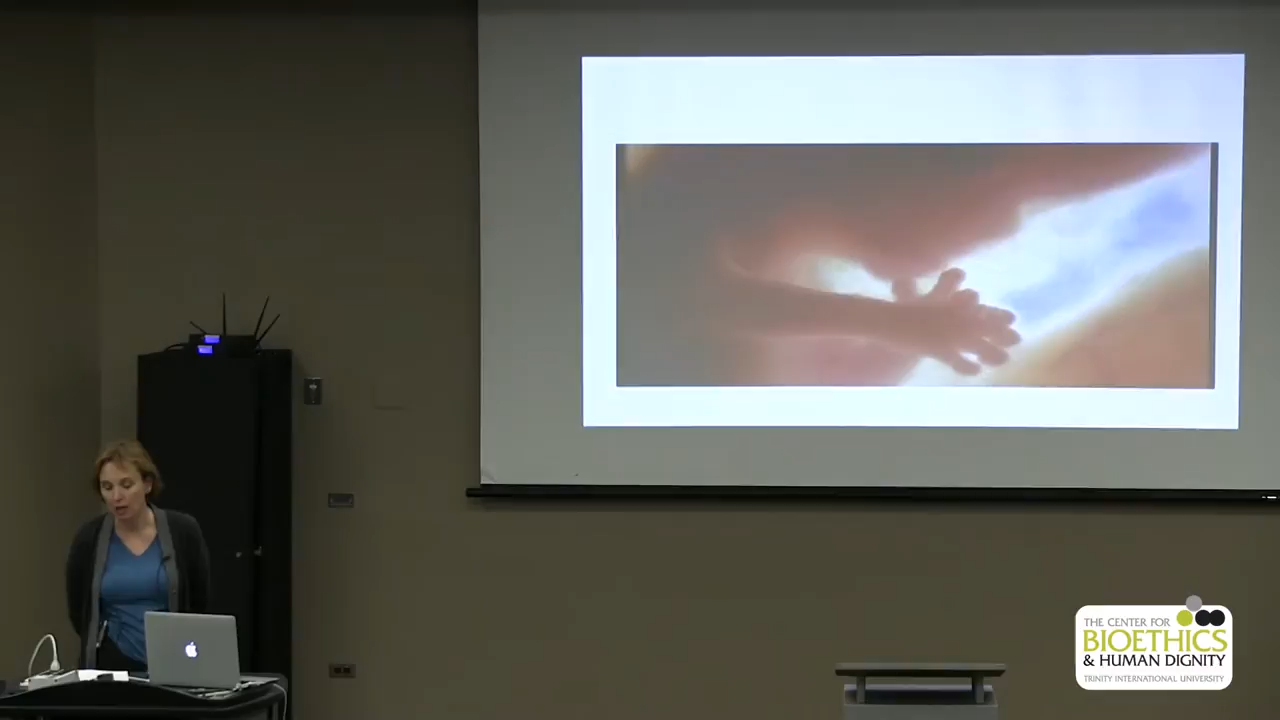 THE CENTER FOR
BIOETHICS
& HUMAN DIGNITY
TRINITY INTERNATIONAL UNIVERSITY